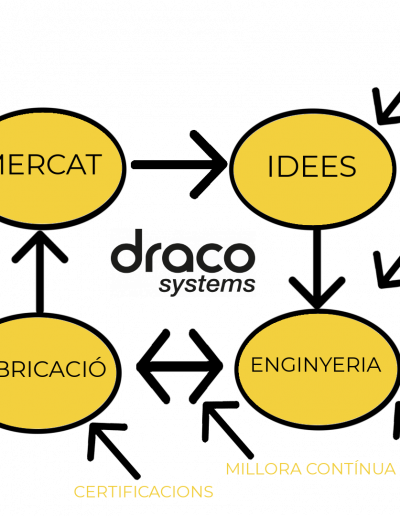 MERCAT
IDEES
draco
systems
BRICACIÓ
ENGINYERIA
MILLORA CONTÍNUA
CERTIFICACIONS